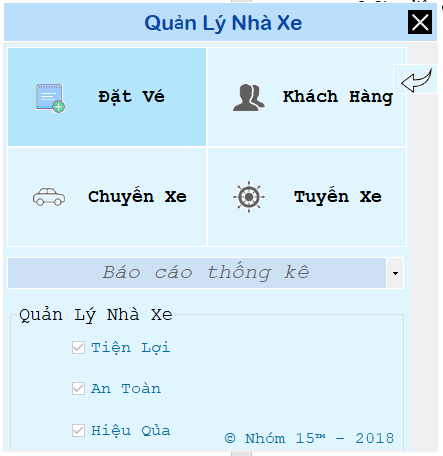 Quản Lý Nhà Xe
Đặt Vé
Khách Hàng
Chuyến Xe
Tuyến Xe
Báo cáo thống kê
Quản Lý Nhà Xe
Tiện Lợi
An Toàn
Hiệu Qủa
© Nhóm 15™ - 2018